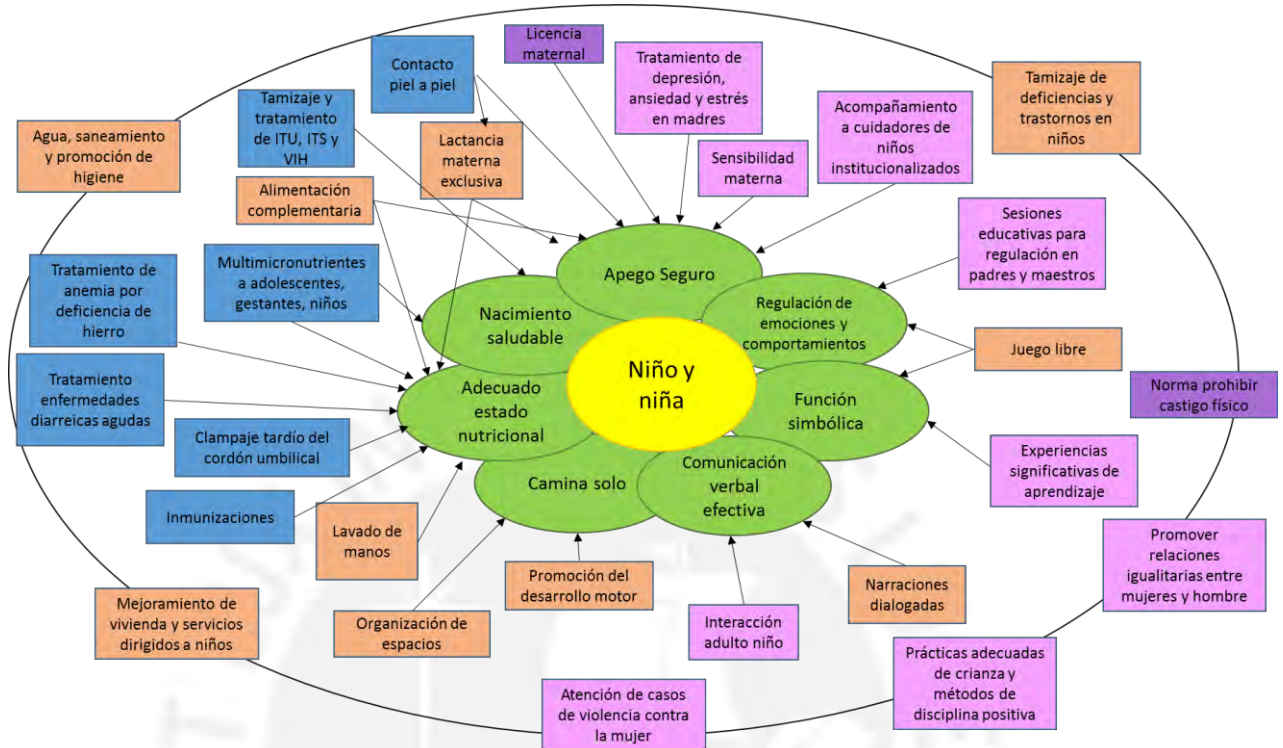 Licencia
maternal
Contacto
piel a piel
Tratamiento de
depresión,
ansiedad y estrés
en madres
Tamizaje de
deficiencias y
trastornos en
niños
Tamizaje y
tratamiento
de ITU, ITS y
VIH
Acompañamiento
a cuidadores de
niños
institucionalizados
Agua, saneamiento
y promoción de
higiene
Lactancia
materna
exclusiva
Sensibilidad
materna
Alimentación
complementaria
Sesiones
educativas para
regulación en
padres y maestros
Tratamiento de
anemia por
deficiencia de
hierro
Multimicronutrientes
a adolescentes,
gestantes, niños
Apego Seguro
Nacimiento
saludable
Regulación de
emociones y
comportamientos
Juego libre
Niño y
niña
Tratamiento
enfermedades
diarreicas agudas
Adecuado
estado
nutricional
Función
simbólica
Norma prohibir
castigo físico
Clampaje tardío del
cordón umbilical
Camina solo
Comunicación
verbal
efectiva
Experiencias
significativas de
aprendizaje
Inmunizaciones
Lavado de
manos
Promoción del
desarrollo motor
Narraciones
dialogadas
Promover
relaciones
igualitarias entre
mujeres y hombre
Mejoramiento de
vivienda y servicios
dirigidos a niños
Organización de
espacios
Interacción
adulto niño
Prácticas adecuadas
de crianza y
métodos de
disciplina positiva
Atención de casos
de violencia contra
la mujer